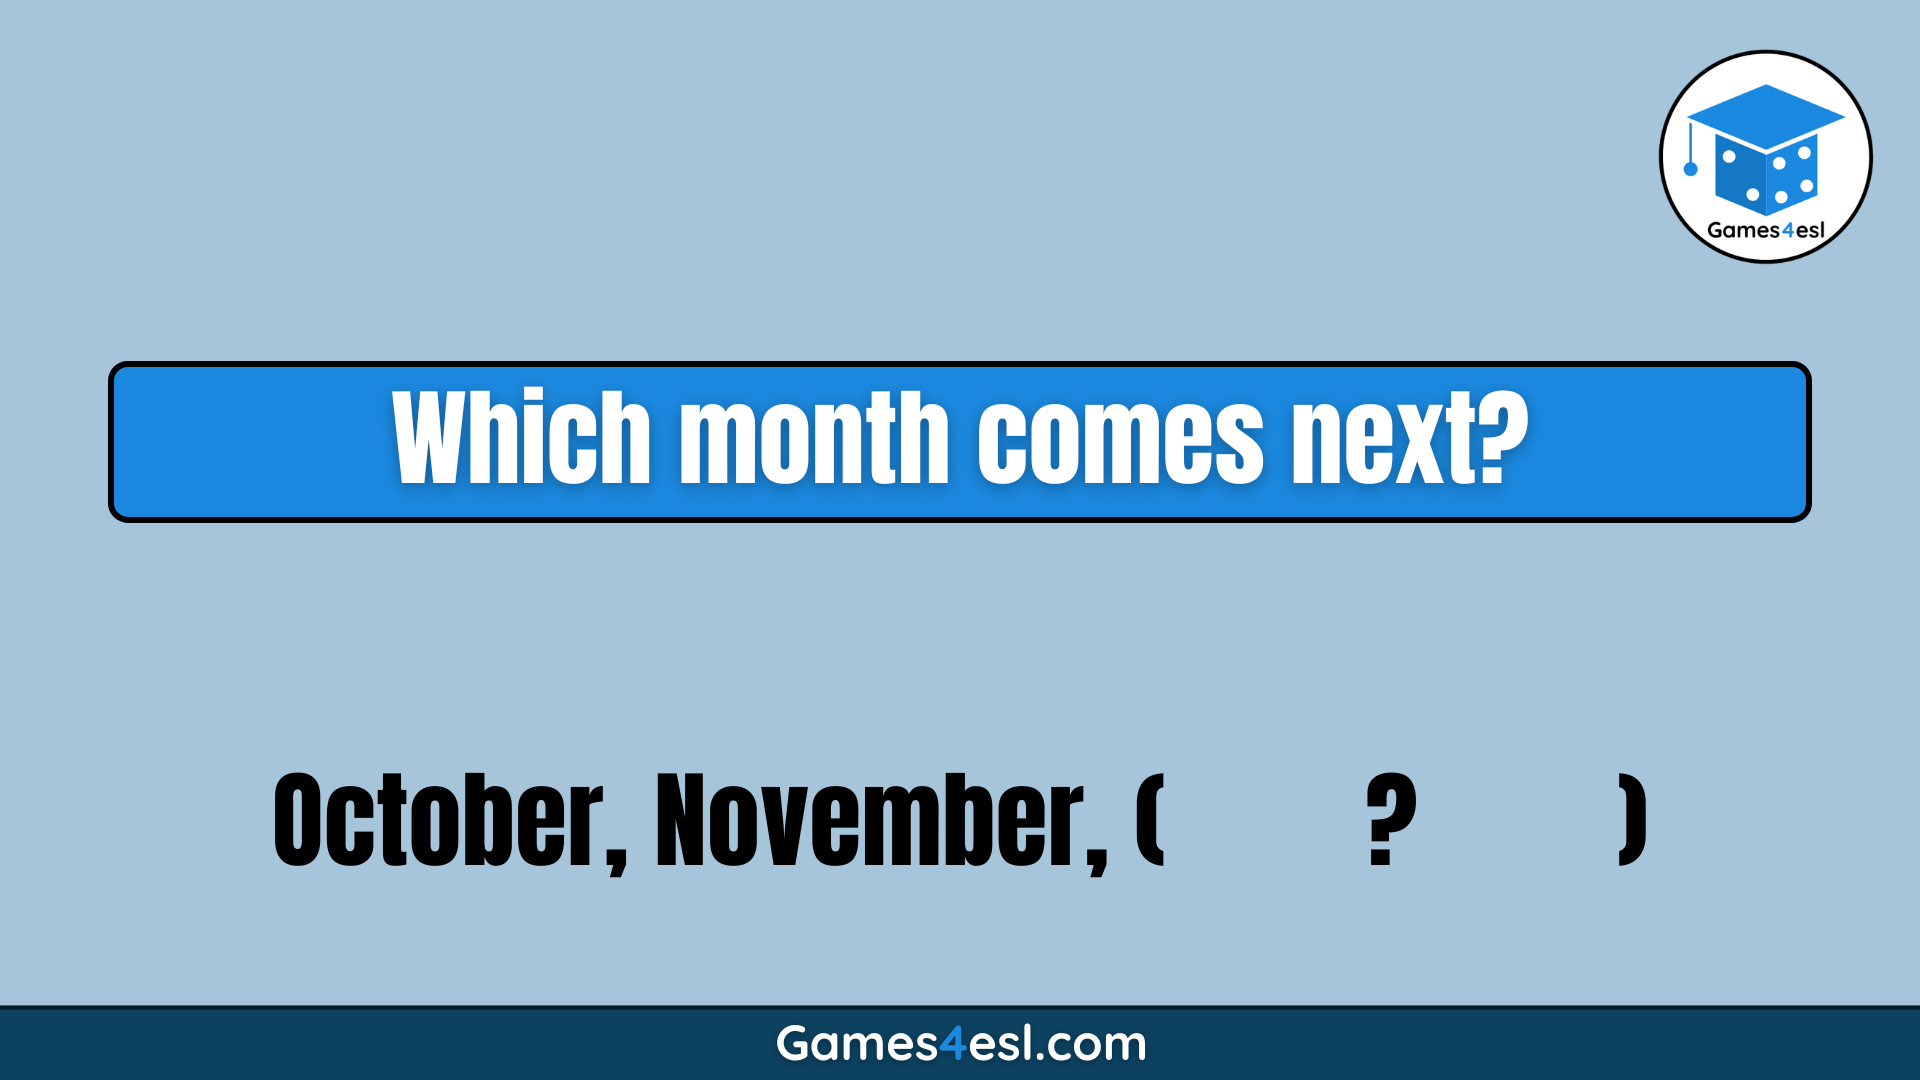 Games4esl
Which month comes next?
October, November, ( ? )
Games4esl.com